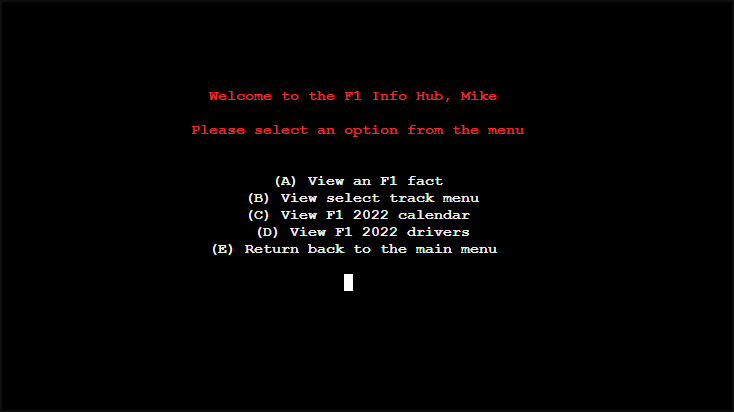 Welcome to the F1 Info Hub, Mike
Please select an option from the menu
(A) View an F1 fact
(B) View select track menu
(C) View F1 2022 calendar
(D) View F1 2022 drivers
(E) Return back to the main menu